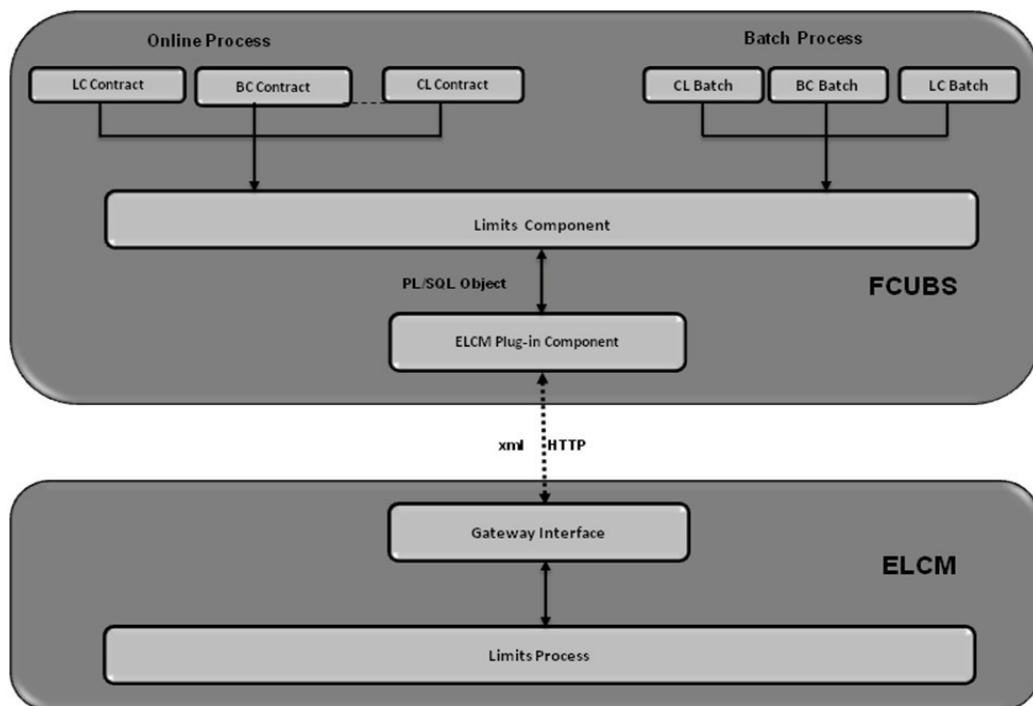 Online Process
Batch Process
LC Contract
BC Contract
CL Contract
CL Batch
BC Batch
LC Batch
Limits Component
PL/SQL Object
FCUBS
ELCM Plug-in Component
xml HTTP
Gateway Interface
ELCM
Limits Process